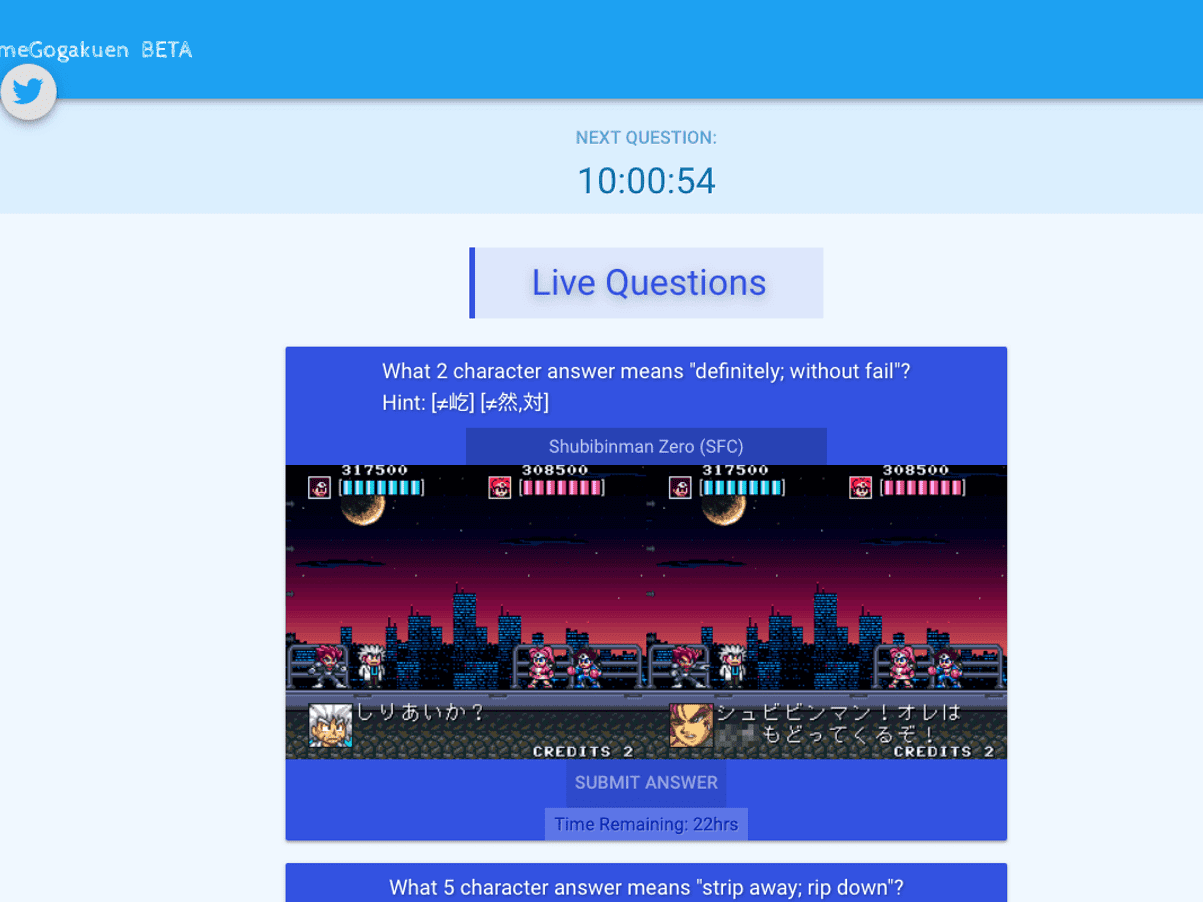 meGogakuen BETA
NEXT QUESTION:
10:00:54
Live Questions
What 2 character answer means "definitely; without fail"?
Hint: [≠屹] [≠然,対]
Shubibinman Zero (SFC)
317500 308500 317500 308500
しりあいか？
シュビビンマン！オレは
もどってくるぞ！
CREDITS 2 CREDITS 2
SUBMIT ANSWER
Time Remaining: 22hrs
What 5 character answer means "strip away; rip down"?